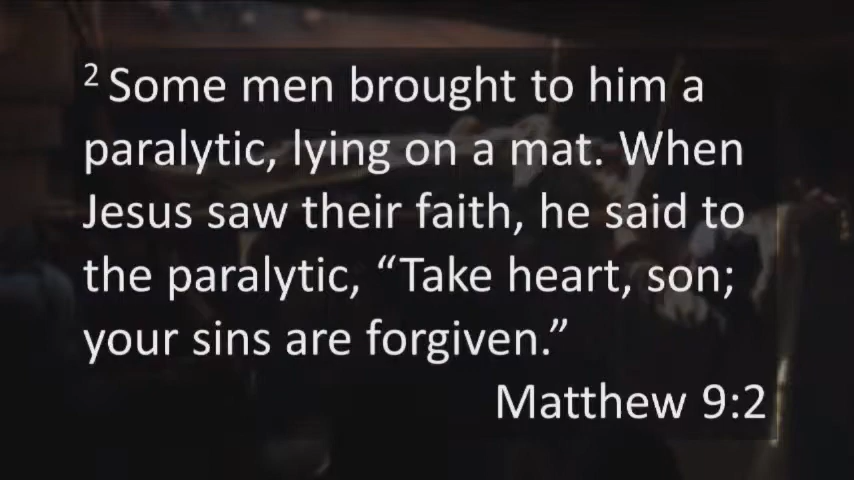 2 Some men brought to him a
paralytic, lying on a mat. When
Jesus saw their faith, he said to
the paralytic, “Take heart, son;
your sins are forgiven.”
Matthew 9:2